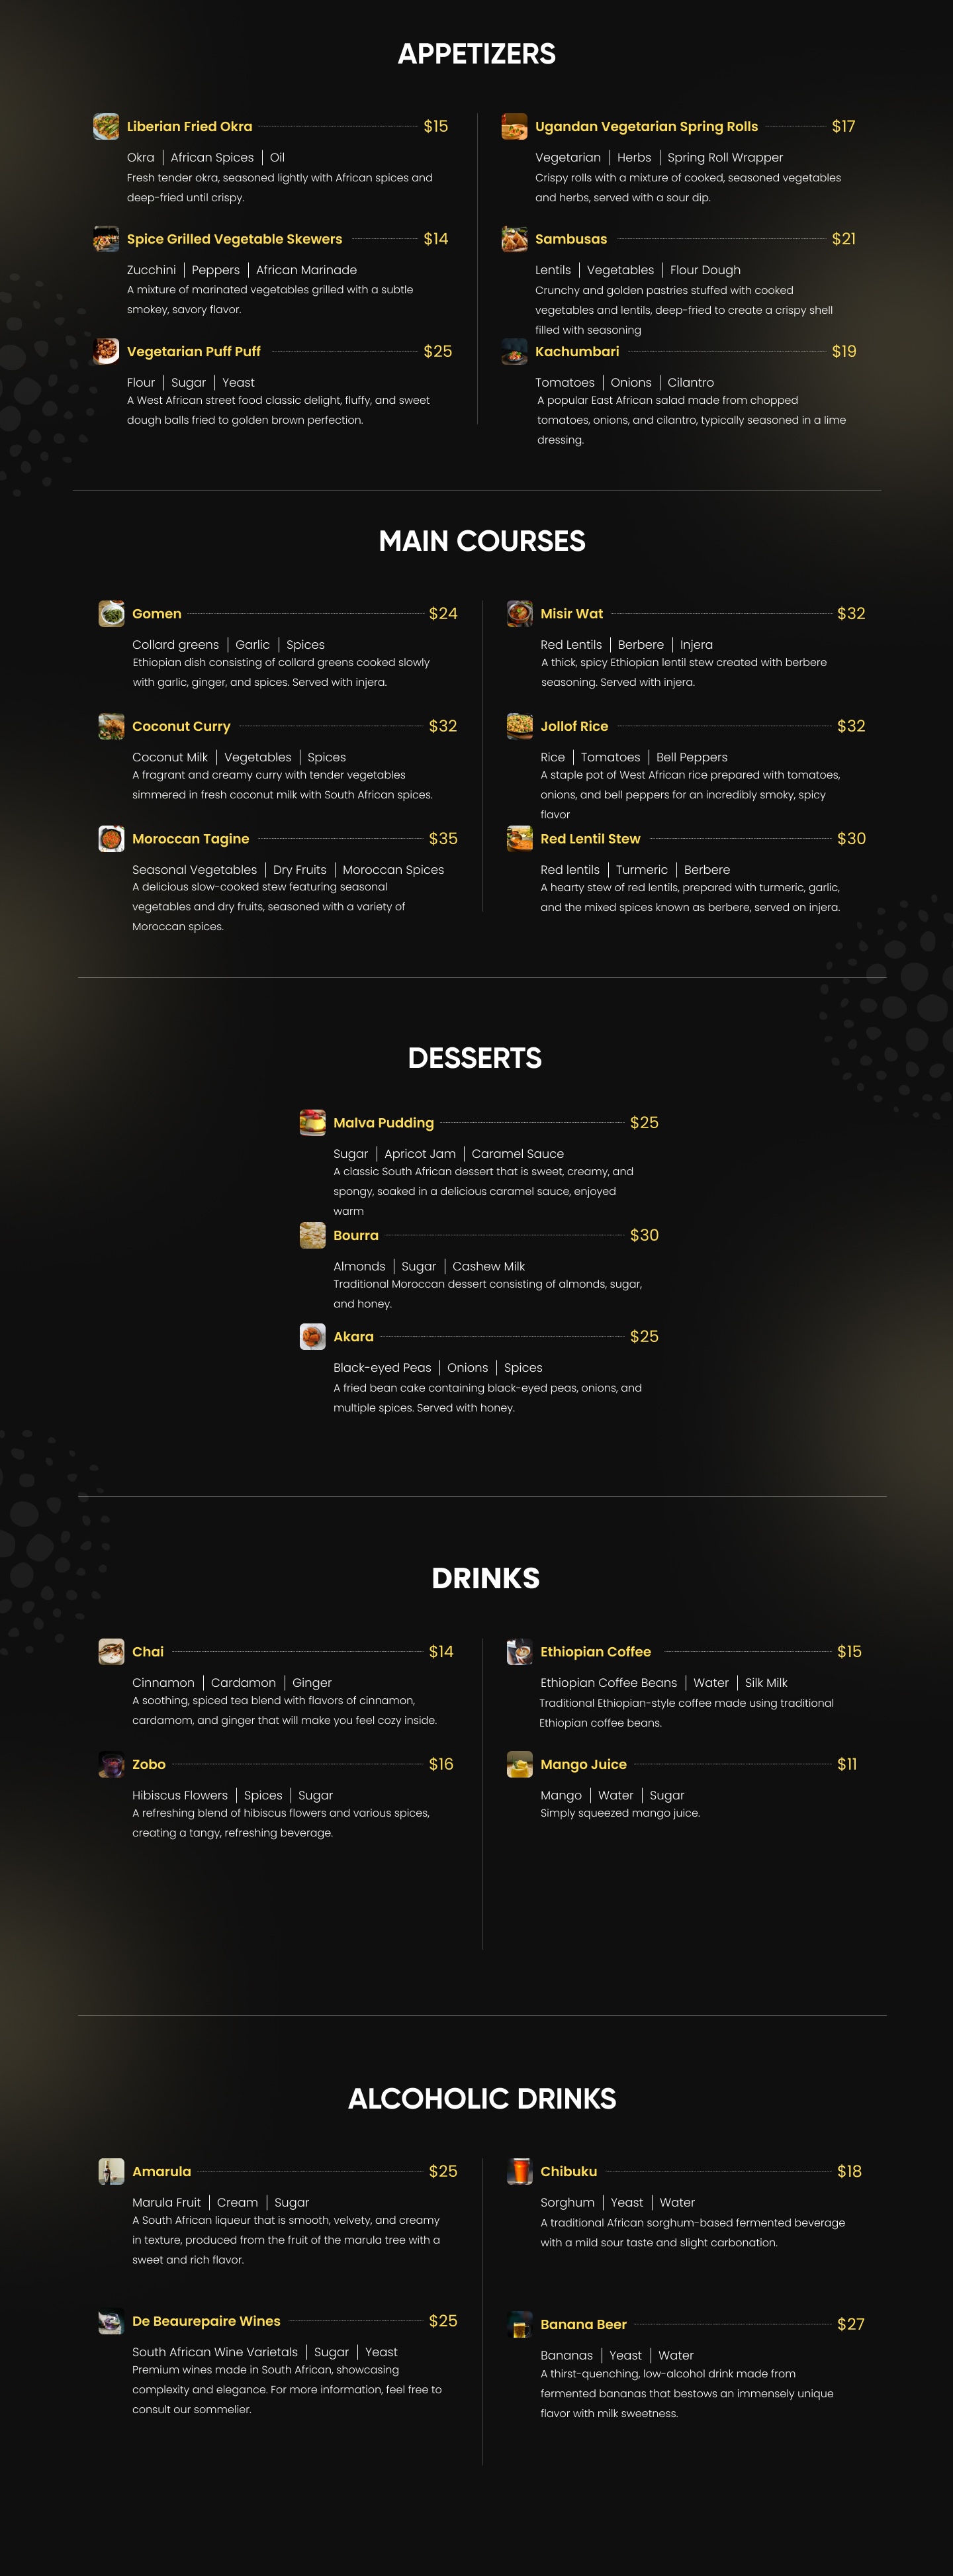 APPETIZERS
Liberian Fried Okra $15
Okra | African Spices | Oil
Fresh tender okra, seasoned lightly with African spices and
deep-fried until crispy.
Spice Grilled Vegetable Skewers $14
Zucchini | Peppers | African Marinade
A mixture of marinated vegetables grilled with a subtle
smokey, savory flavor.
Vegetarian Puff Puff $25
Flour | Sugar | Yeast
A West African street food classic delight, fluffy, and sweet
dough balls fried to golden brown perfection.
Ugandan Vegetarian Spring Rolls $17
Vegetarian | Herbs | Spring Roll Wrapper
Crispy rolls with a mixture of cooked, seasoned vegetables
and herbs, served with a sour dip.
Sambusas $21
Lentils | Vegetables | Flour Dough
Crunchy and golden pastries stuffed with cooked
vegetables and lentils, deep-fried to create a crispy shell
filled with seasoning
Kachumbari $19
Tomatoes | Onions | Cilantro
A popular East African salad made from chopped
tomatoes, onions, and cilantro, typically seasoned in a lime
dressing.
MAIN COURSES
Gomen $24
Collard greens | Garlic | Spices
Ethiopian dish consisting of collard greens cooked slowly
with garlic, ginger, and spices. Served with injera.
Coconut Curry $32
Coconut Milk | Vegetables | Spices
A fragrant and creamy curry with tender vegetables
simmered in fresh coconut milk with South African spices.
Moroccan Tagine $35
Seasonal Vegetables | Dry Fruits | Moroccan Spices
A delicious slow-cooked stew featuring seasonal
vegetables and dry fruits, seasoned with a variety of
Moroccan spices.
Misir Wat $32
Red Lentils | Berbere | Injera
A thick, spicy Ethiopian lentil stew created with berbere
seasoning. Served with injera.
Jollof Rice $32
Rice | Tomatoes | Bell Peppers
A staple pot of West African rice prepared with tomatoes,
onions, and bell peppers for an incredibly smoky, spicy
flavor
Red Lentil Stew $30
Red lentils | Turmeric | Berbere
A hearty stew of red lentils, prepared with turmeric, garlic,
and the mixed spices known as berbere, served on injera.
DESSERTS
Malva Pudding $25
Sugar | Apricot Jam | Caramel Sauce
A classic South African dessert that is sweet, creamy, and
spongy, soaked in a delicious caramel sauce, enjoyed
warm
Bourra $30
Almonds | Sugar | Cashew Milk
Traditional Moroccan dessert consisting of almonds, sugar,
and honey.
Akara $25
Black-eyed Peas | Onions | Spices
A fried bean cake containing black-eyed peas, onions, and
multiple spices. Served with honey.
DRINKS
Chai $14
Cinnamon | Cardamon | Ginger
A soothing, spiced tea blend with flavors of cinnamon,
cardamom, and ginger that will make you feel cozy inside.
Zobo $16
Hibiscus Flowers | Spices | Sugar
A refreshing blend of hibiscus flowers and various spices,
creating a tangy, refreshing beverage.
Ethiopian Coffee $15
Ethiopian Coffee Beans | Water | Silk Milk
Traditional Ethiopian-style coffee made using traditional
Ethiopian coffee beans.
Mango Juice $11
Mango | Water | Sugar
Simply squeezed mango juice.
ALCOHOLIC DRINKS
Amarula $25
Marula Fruit | Cream | Sugar
A South African liqueur that is smooth, velvety, and creamy
in texture, produced from the fruit of the marula tree with a
sweet and rich flavor.
De Beaurepaire Wines $25
South African Wine Varietals | Sugar | Yeast
Premium wines made in South African, showcasing
complexity and elegance. For more information, feel free to
consult our sommelier.
Chibuku $18
Sorghum | Yeast | Water
A traditional African sorghum-based fermented beverage
with a mild sour taste and slight carbonation.
Banana Beer $27
Bananas | Yeast | Water
A thirst-quenching, low-alcohol drink made from
fermented bananas that bestows an immensely unique
flavor with milk sweetness.